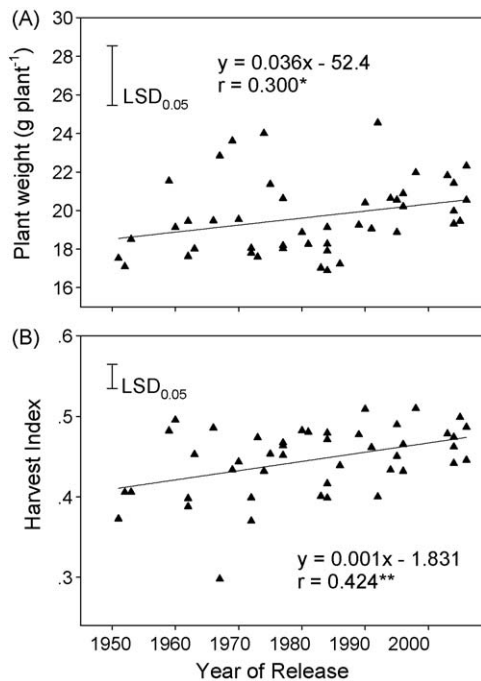 (A)
30
28
26
24
22
20
18
16
Plant weight (g plant⁻¹)
LSD₀.₀₅
y = 0.036x - 52.4
r = 0.300*
(B)
.6
.5
.4
.3
Harvest Index
LSD₀.₀₅
y = 0.001x - 1.831
r = 0.424**
1950 1960 1970 1980 1990 2000
Year of Release